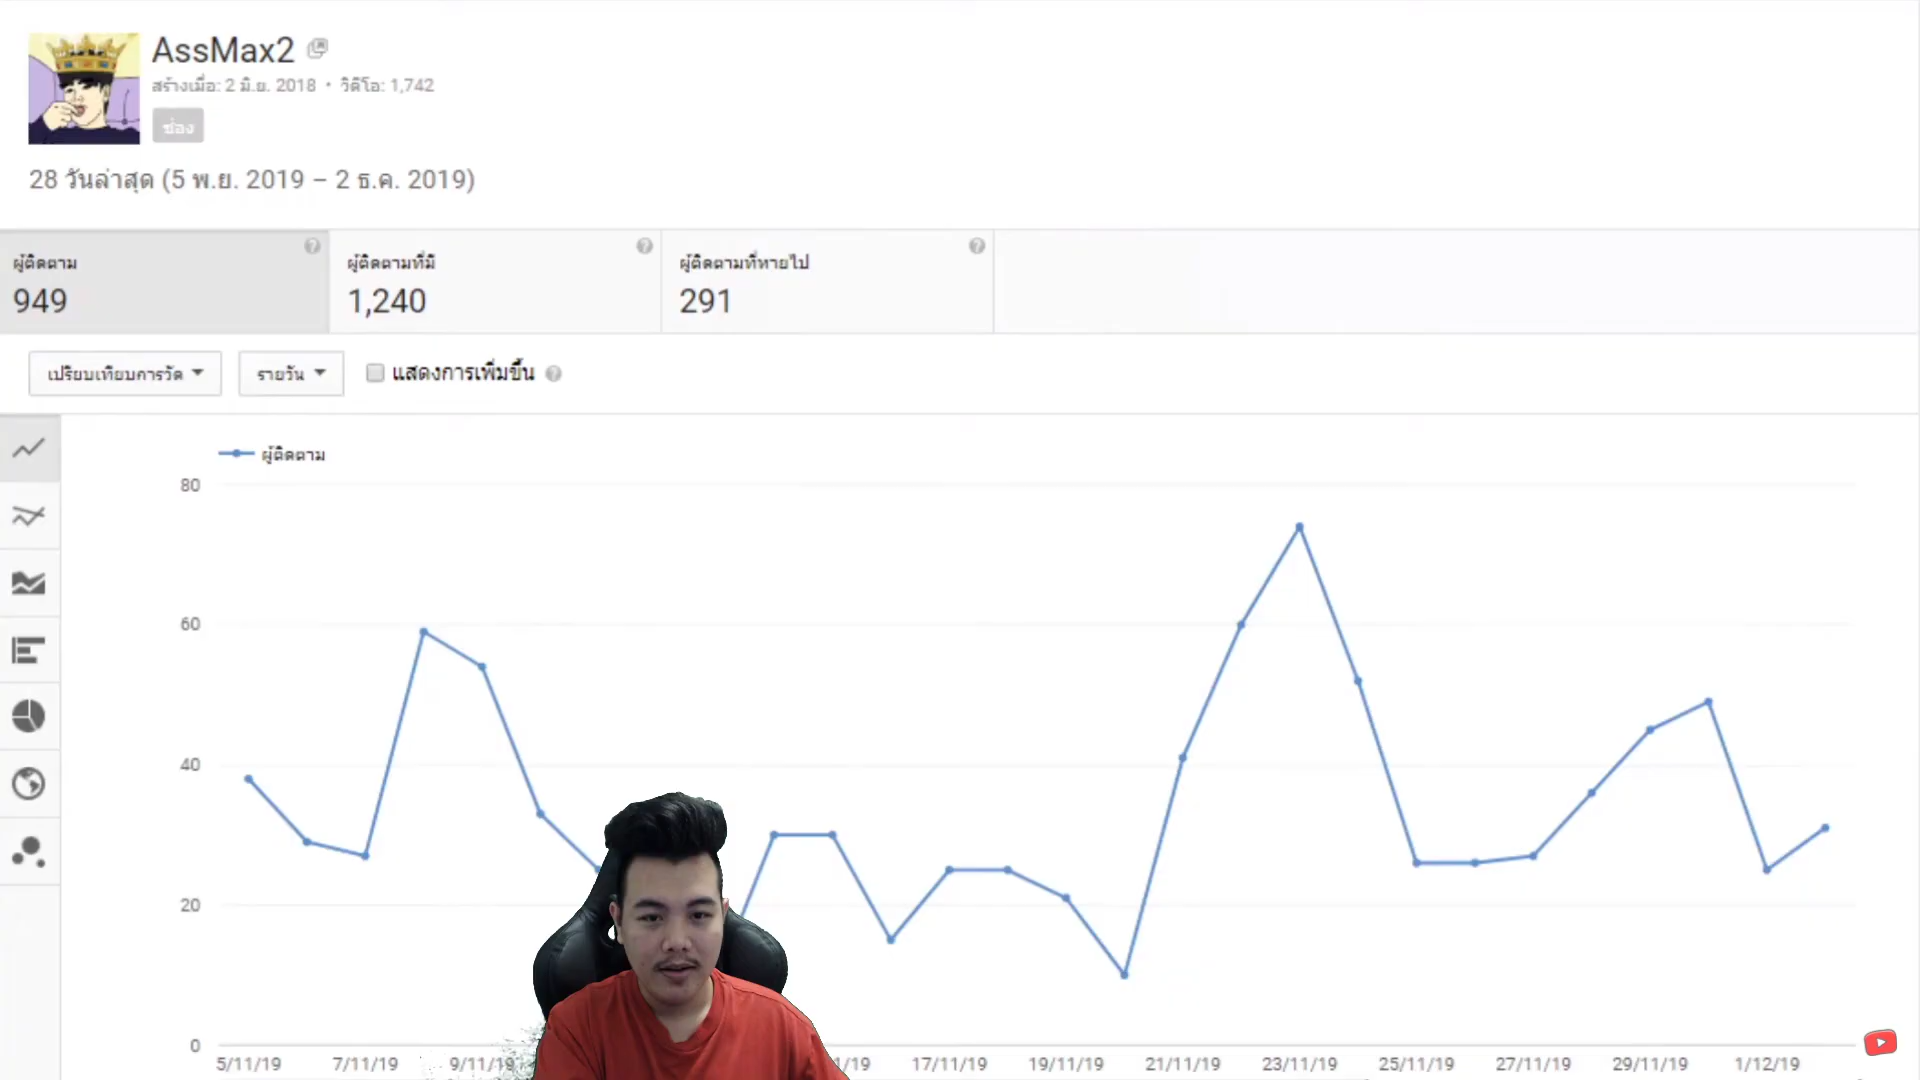 AssMax2
สร้างเมื่อ: 2 มิ.ย. 2018 • วิดีโอ: 1,742
ช่อง
28 วันล่าสุด (5 พ.ย. 2019 – 2 ธ.ค. 2019)
ผู้ติดตาม
949
ผู้ติดตามที่มี
1,240
ผู้ติดตามที่หายไป
291
เปรียบเทียบการวัด
รายวัน
แสดงการเพิ่มขึ้น
ผู้ติดตาม
80
60
40
20
0
5/11/19 7/11/19 9/11/19 1/19 17/11/19 19/11/19 21/11/19 23/11/19 25/11/19 27/11/19 29/11/19 1/12/19